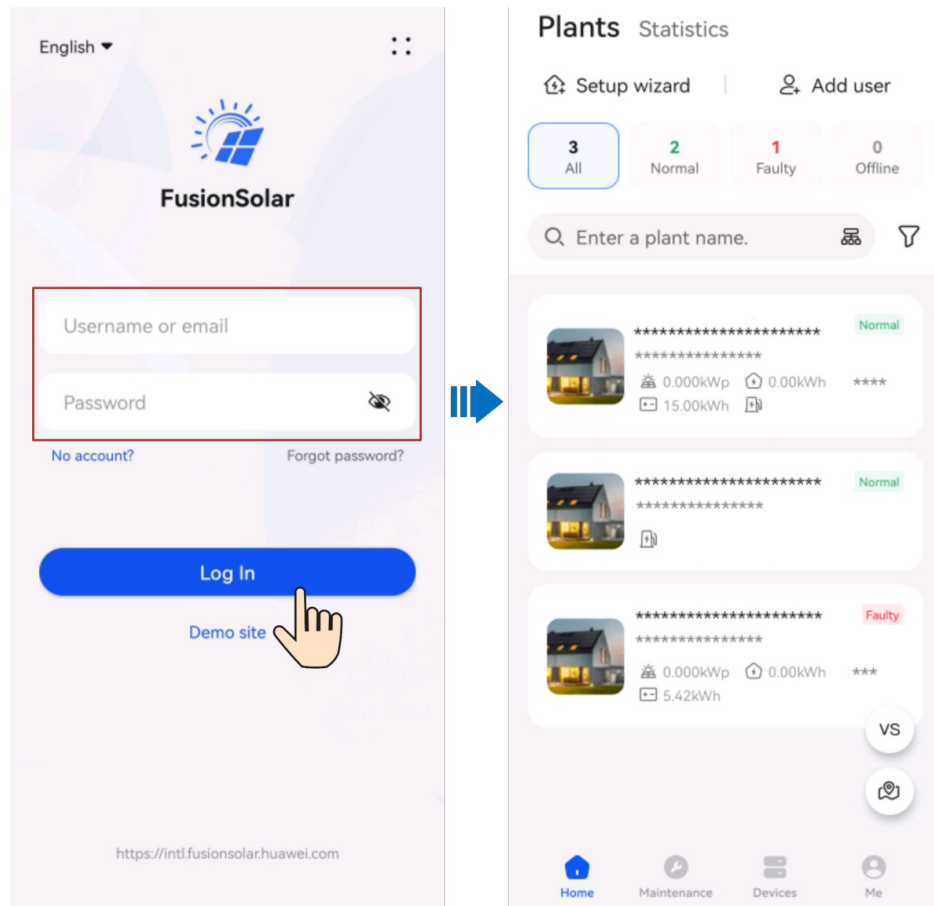 English
FusionSolar
Username or email
Password
No account? Forgot password?
Log In
Demo site
https://intl.fusionsolar.huawei.com
Plants Statistics
Setup wizard Add user
3 2 1 0
All Normal Faulty Offline
Enter a plant name.
********************** Normal
***************
0.000kWp 0.00kWh ****
15.00kWh
********************** Normal
***************
********************** Faulty
***************
0.000kWp 0.00kWh ***
5.42kWh
VS
Home Maintenance Devices Me